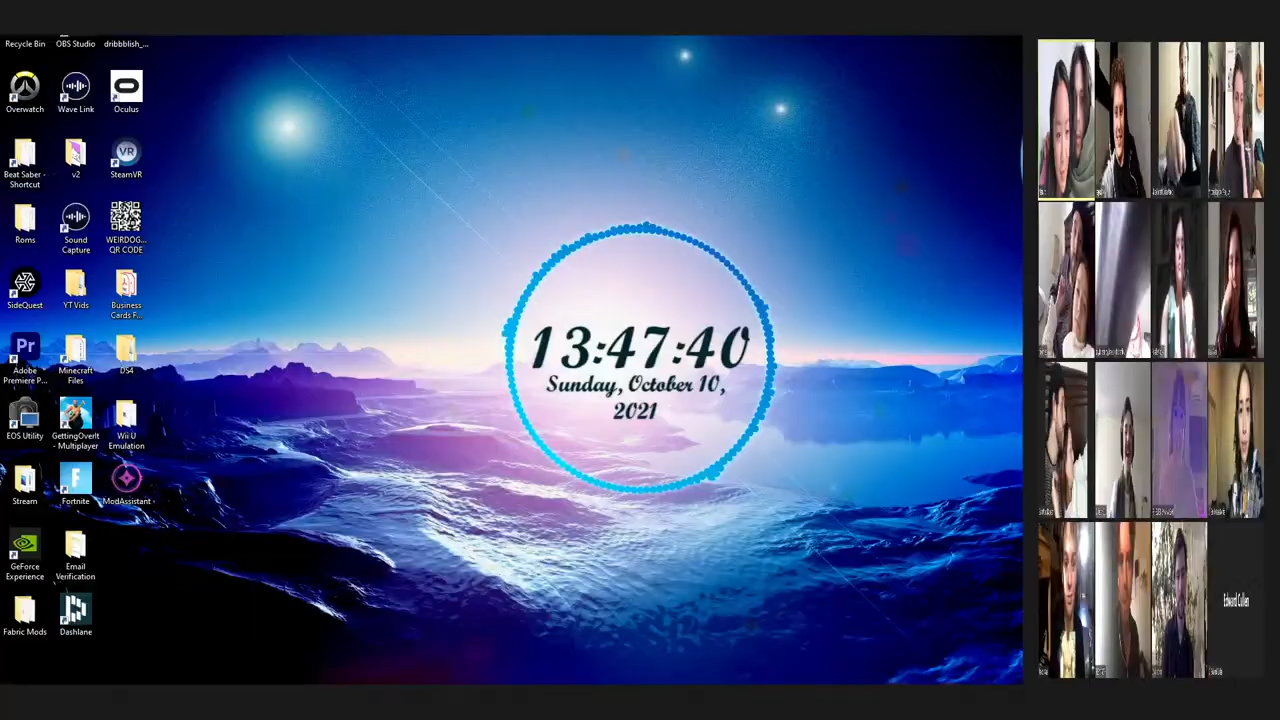 Recycle Bin
OBS Studio
dribbblish_...
Overwatch
Wave Link
Oculus
Beat Saber -
Shortcut
v2
VR
SteamVR
Roms
Sound
Capture
WEIRDOG...
QR CODE
SideQuest
YT Vids
Business
Cards F...
Pr
Adobe
Premiere P...
Minecraft
Files
DS4
EOS Utility
GettingOverIt
- Multiplayer
Wii U
Emulation
Stream
F
Fortnite
ModAssistant -
GeForce
Experience
Email
Verification
Fabric Mods
Dashlane
13:47:40
Sunday, October 10,
2021
Edward Cullen